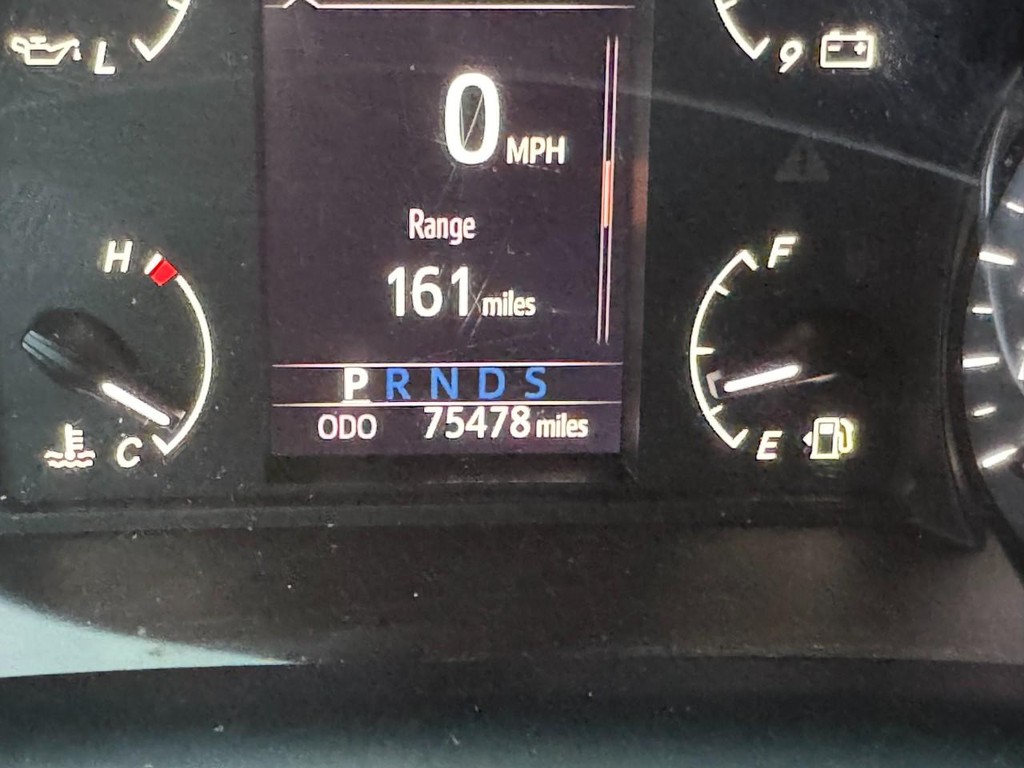 L
9
0 MPH
Range
H
F
161 miles
P R N D S
ODO 75478 miles
C
E